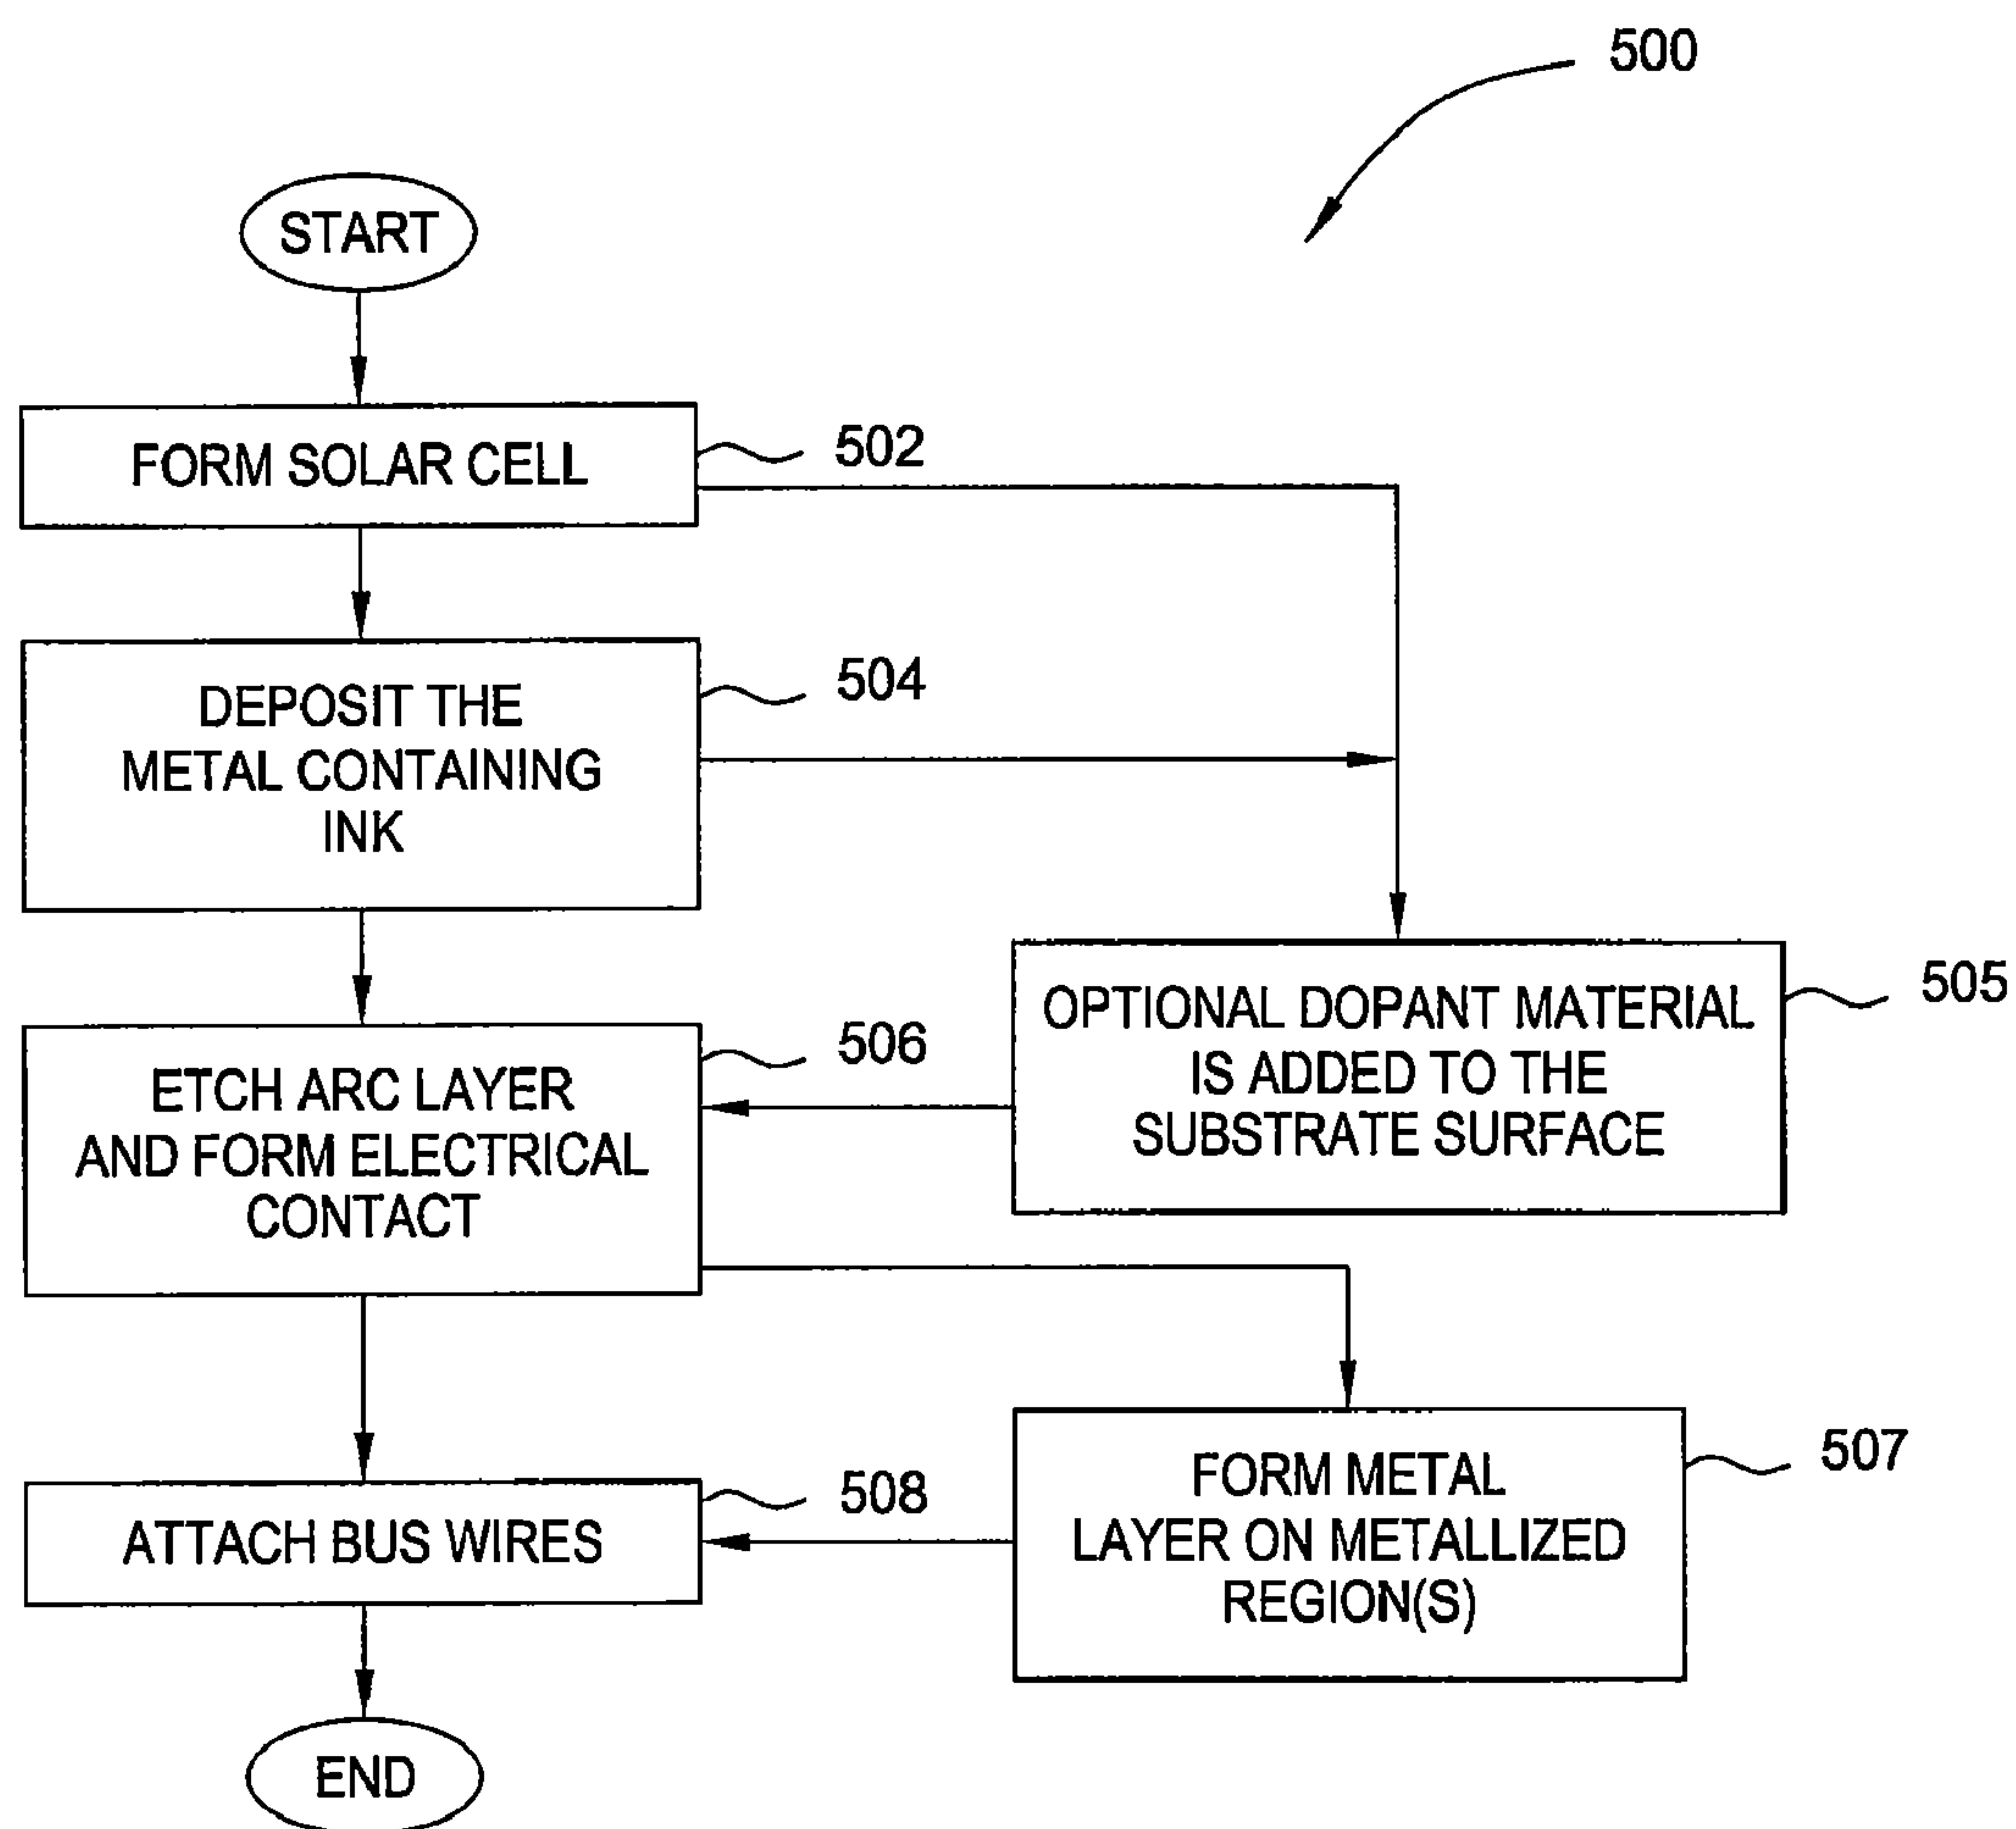 500
START
FORM SOLAR CELL
502
DEPOSIT THE
METAL CONTAINING
INK
504
OPTIONAL DOPANT MATERIAL
IS ADDED TO THE
SUBSTRATE SURFACE
505
ETCH ARC LAYER
AND FORM ELECTRICAL
CONTACT
506
FORM METAL
LAYER ON METALLIZED
REGION(S)
507
ATTACH BUS WIRES
508
END